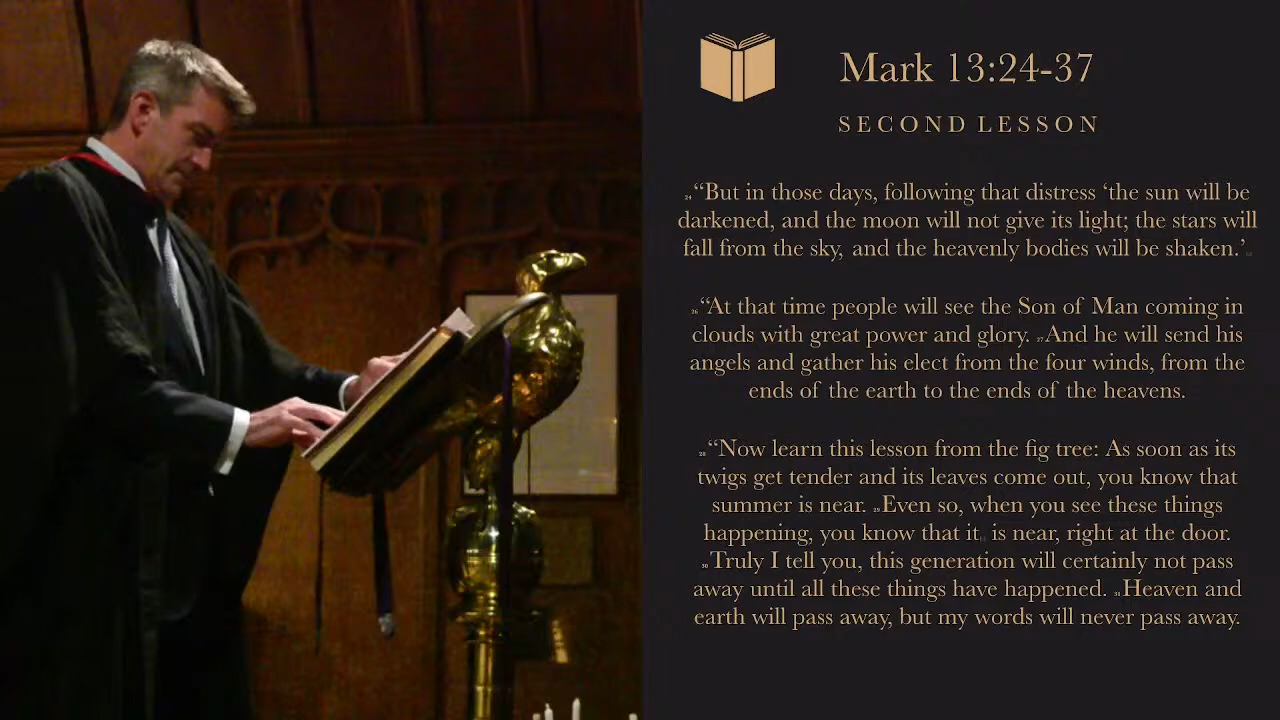 Mark 13:24-37
SECOND LESSON
24“But in those days, following that distress ‘the sun will be
darkened, and the moon will not give its light; the stars will
fall from the sky, and the heavenly bodies will be shaken.’
26“At that time people will see the Son of Man coming in
clouds with great power and glory. 27And he will send his
angels and gather his elect from the four winds, from the
ends of the earth to the ends of the heavens.
28“Now learn this lesson from the fig tree: As soon as its
twigs get tender and its leaves come out, you know that
summer is near. 29Even so, when you see these things
happening, you know that it is near, right at the door.
30Truly I tell you, this generation will certainly not pass
away until all these things have happened. 31Heaven and
earth will pass away, but my words will never pass away.